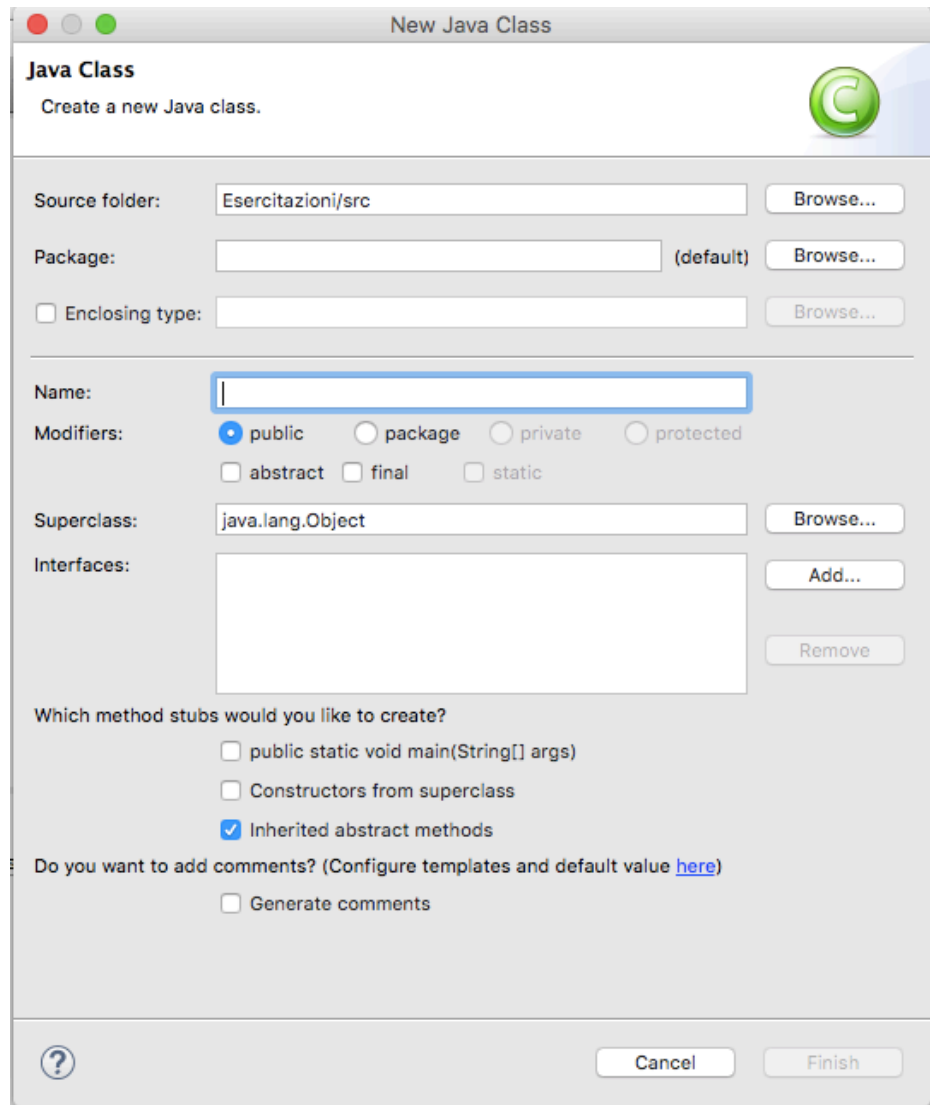 New Java Class
Java Class
Create a new Java class.
C
Source folder: Esercitazioni/src Browse...
Package: (default) Browse...
Enclosing type: Browse...
Name:
Modifiers: public package private protected
abstract final static
Superclass: java.lang.Object Browse...
Interfaces: Add...
Remove
Which method stubs would you like to create?
public static void main(String[] args)
Constructors from superclass
Inherited abstract methods
Do you want to add comments? (Configure templates and default value here)
Generate comments
? Cancel Finish